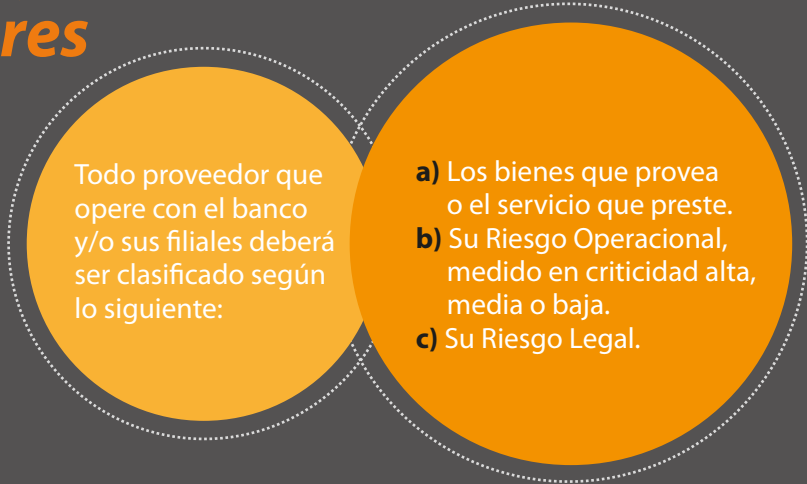 res
Todo proveedor que
opere con el banco
y/o sus filiales deberá
ser clasificado según
lo siguiente:
a) Los bienes que provea
o el servicio que preste.
b) Su Riesgo Operacional,
medido en criticidad alta,
media o baja.
c) Su Riesgo Legal.